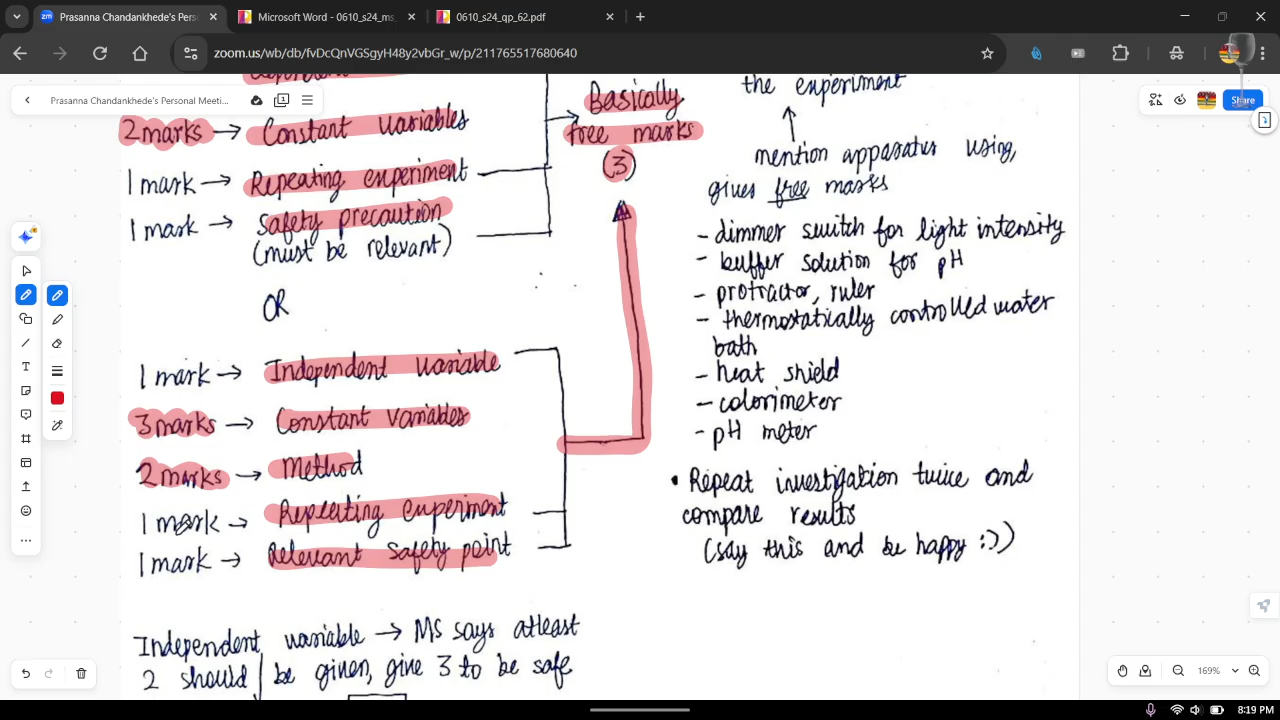 Prasanna Chandankhede's Pers
Microsoft Word - 0610_s24_ms
0610_s24_qp_62.pdf
zoom.us/wb/db/fvDcQnVGSgyH48y2vbGr_w/p/211765517680640
Prasanna Chandankhede's Personal Meeti...
Share
2 marks → Constant variables
1 mark → Repeating experiment
1 mark → Safety precaution
(must be relevant)
Basically
free marks
(3)
OR
1 mark → Independent variable
3 marks → Constant variables
2 marks → Method
1 mark → Repeating experiment
1 mark → Relevant safety point
Independent variable → MS says atleast
2 should be given, give 3 to be safe
the experiment
mention apparatus using,
gives free marks
- dimmer switch for light intensity
- buffer solution for pH
- protractor, ruler
- thermostatically controlled water
bath
- heat shield
- colorimeter
- pH meter
• Repeat investigation twice and
compare results
(say this and be happy :))
169%
8:19 PM